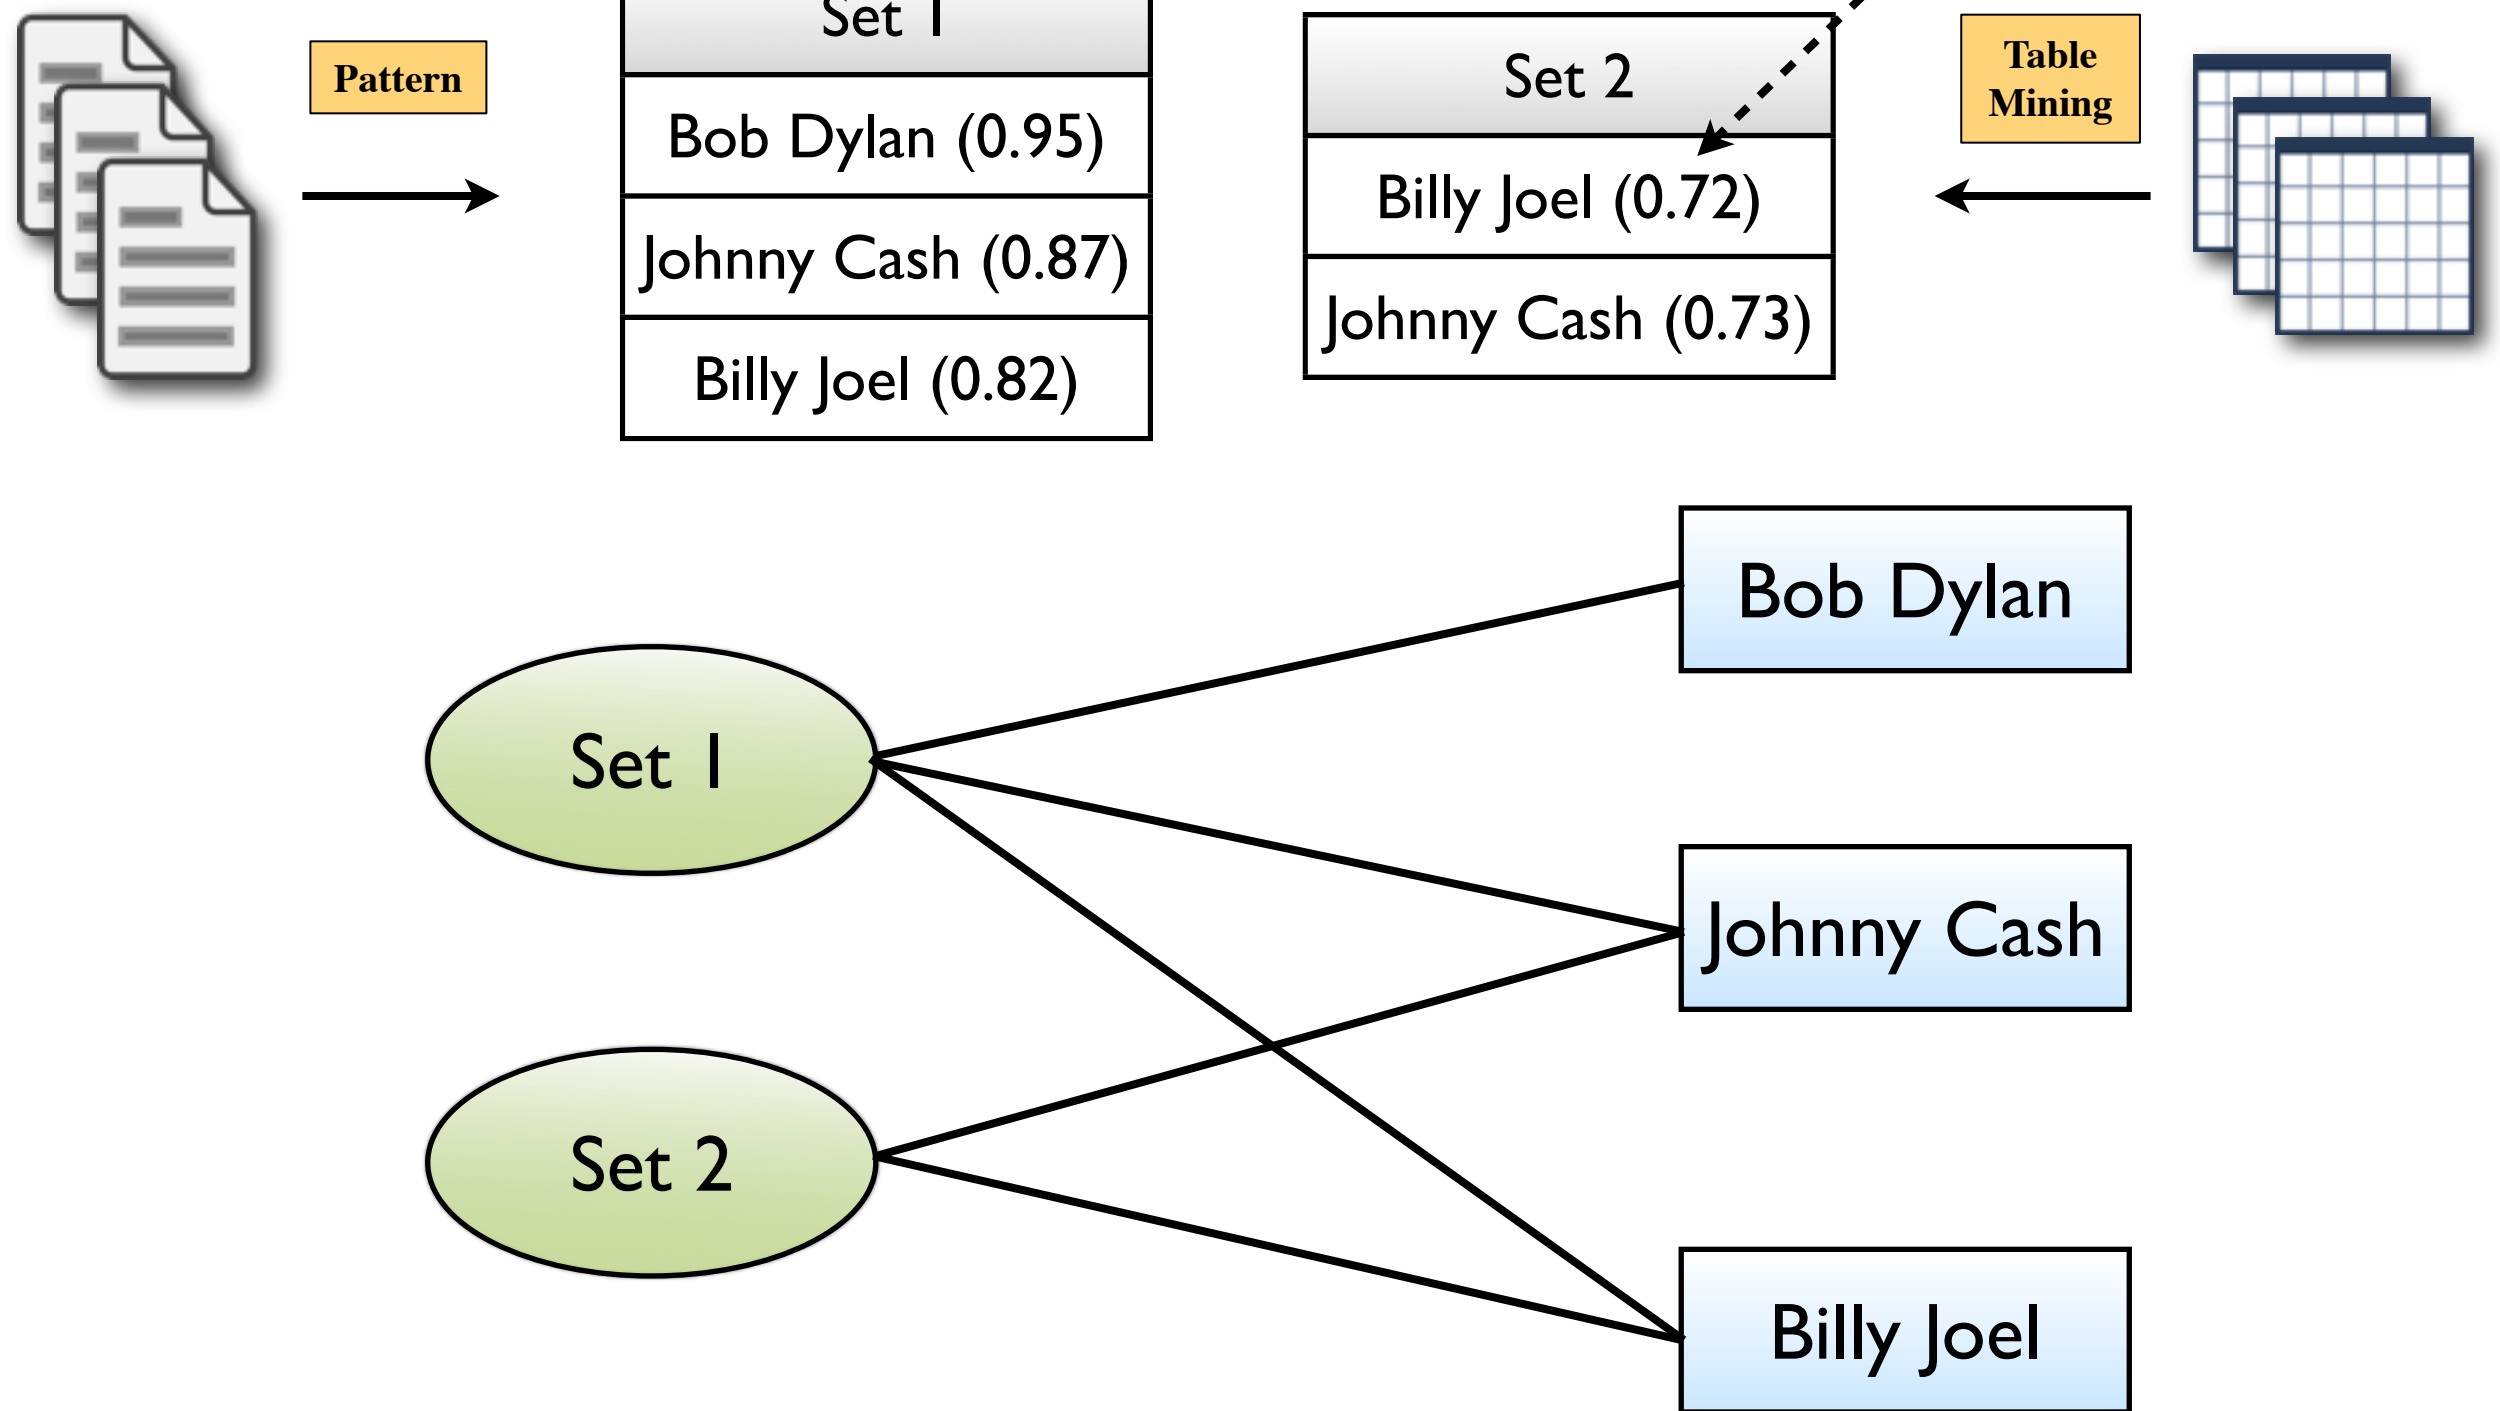 Pattern
Set 1
Bob Dylan (0.95)
Johnny Cash (0.87)
Billy Joel (0.82)
Set 2
Billy Joel (0.72)
Johnny Cash (0.73)
Table
Mining
Set 1
Set 2
Bob Dylan
Johnny Cash
Billy Joel